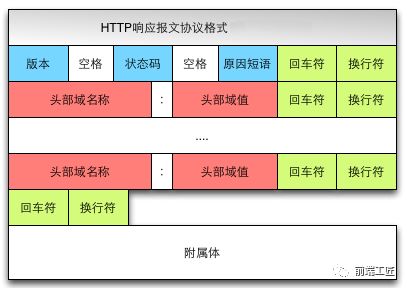 HTTP响应报文协议格式
版本 空格 状态码 空格 原因短语 回车符 换行符
头部域名称 : 头部域值 回车符 换行符
....
头部域名称 : 头部域值 回车符 换行符
回车符 换行符
附属体
前端工匠